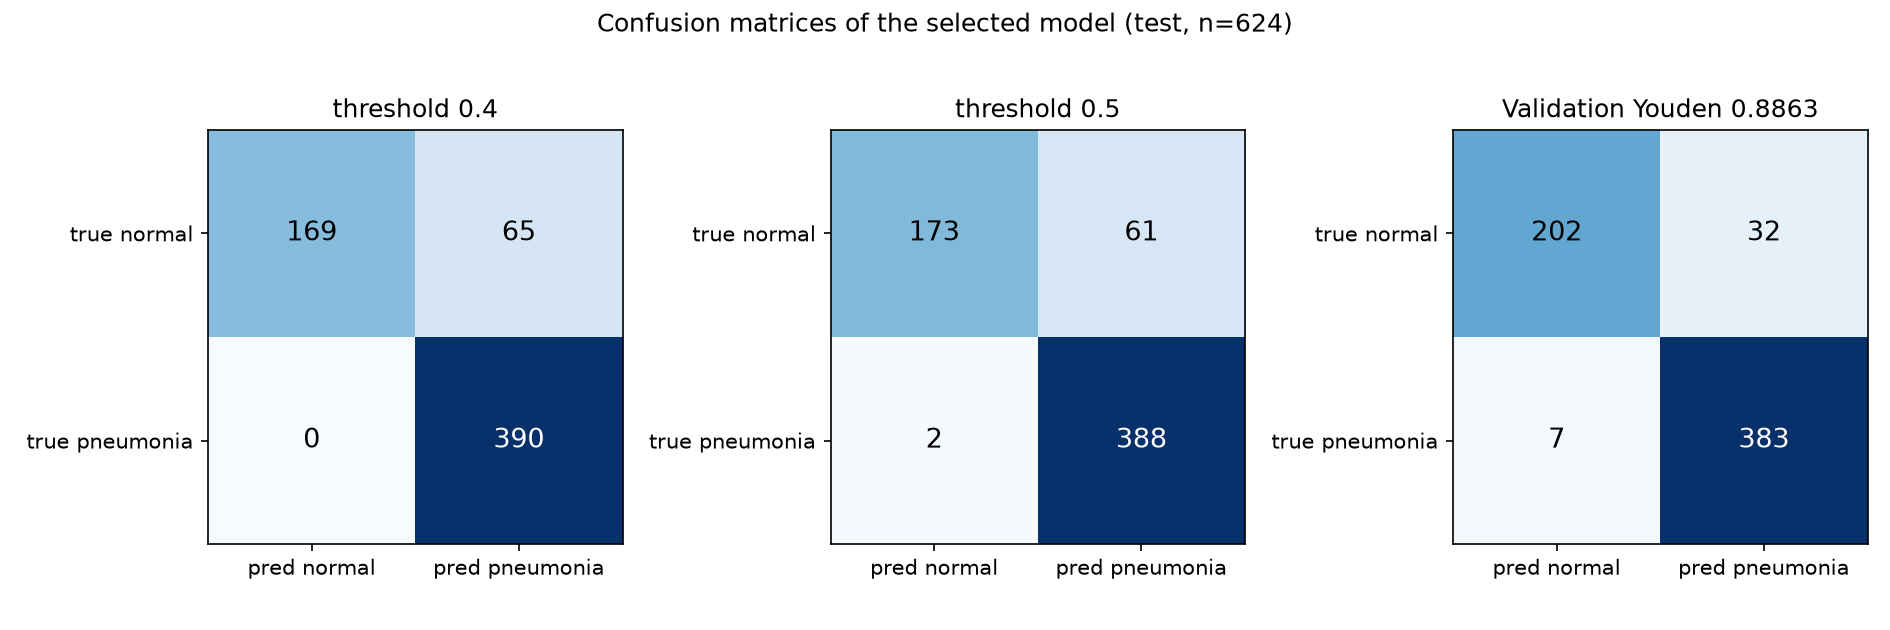 Confusion matrices of the selected model (test, n=624)
threshold 0.4
true normal
169
65
true pneumonia
0
390
pred normal
pred pneumonia
threshold 0.5
true normal
173
61
true pneumonia
2
388
pred normal
pred pneumonia
Validation Youden 0.8863
true normal
202
32
true pneumonia
7
383
pred normal
pred pneumonia